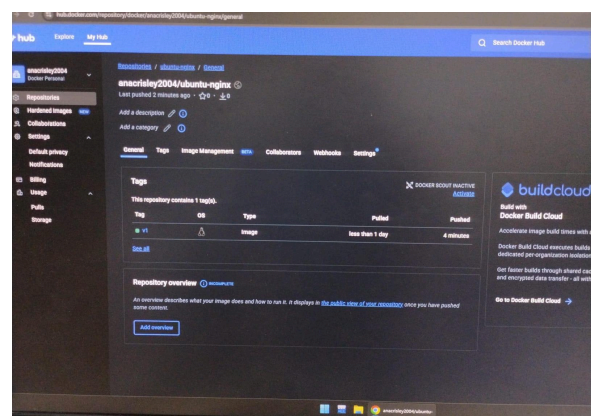 hub.docker.com/repository/docker/anacrisley2004/ubuntu-nginx/general
hub
Explore
My Hub
Search Docker Hub
anacrisley2004
Docker Personal
Repositories
Hardened Images NEW
Collaborations
Settings
Default privacy
Notifications
Billing
Usage
Pulls
Storage
Repositories / ubuntu-nginx / General
anacrisley2004/ubuntu-nginx
Last pushed 2 minutes ago · 0 · 0
Add a description
Add a category
General Tags Image Management BETA Collaborators Webhooks Settings
Tags
DOCKER SCOUT INACTIVE
Activate
This repository contains 1 tag(s).
Tag OS Type Pulled Pushed
v1 Image less than 1 day 4 minutes
See all
Repository overview INCOMPLETE
An overview describes what your image does and how to run it. It displays in the public view of your repository once you have pushed
some content.
Add overview
buildcloud
Build with
Docker Build Cloud
Accelerate image build times with
Docker Build Cloud executes builds
dedicated per-organization isolation
Get faster builds through shared
and encrypted data transfer - all
Go to Docker Build Cloud
anacrisley2004/ubuntu-